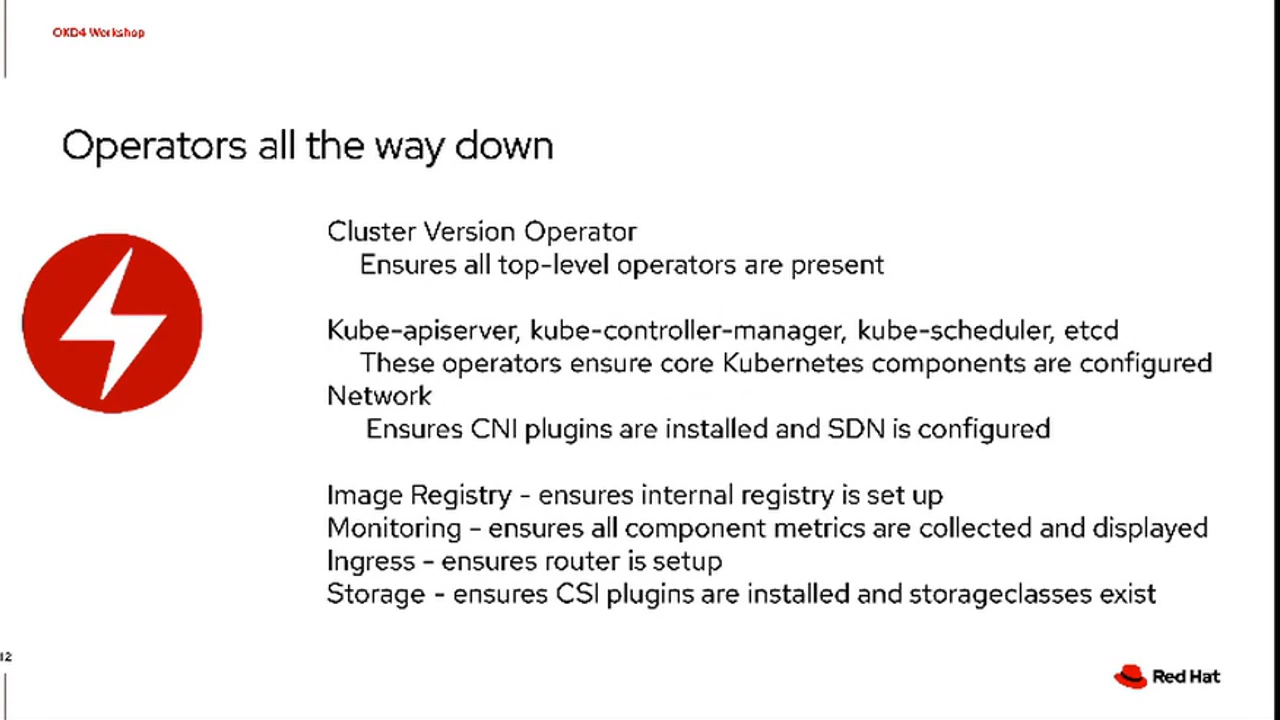 OKD4 Workshop
Operators all the way down
Cluster Version Operator
Ensures all top-level operators are present
Kube-apiserver, kube-controller-manager, kube-scheduler, etcd
These operators ensure core Kubernetes components are configured
Network
Ensures CNI plugins are installed and SDN is configured
Image Registry - ensures internal registry is set up
Monitoring - ensures all component metrics are collected and displayed
Ingress - ensures router is setup
Storage - ensures CSI plugins are installed and storageclasses exist
12
Red Hat